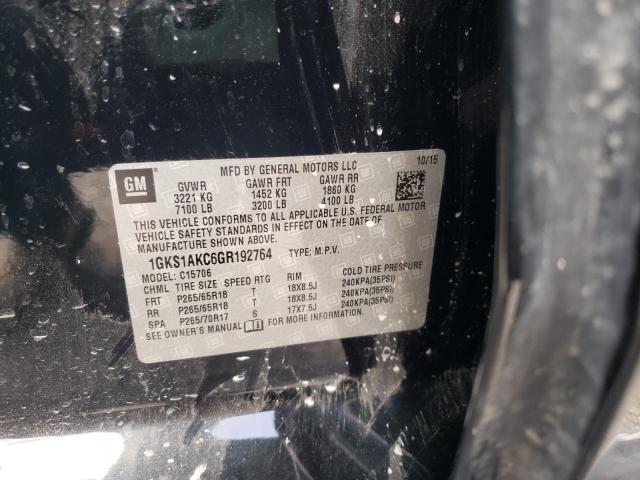 MFD BY GENERAL MOTORS LLC 10/15
GM
GVWR GAWR FRT GAWR RR
3221 KG 1452 KG 1860 KG
7100 LB 3200 LB 4100 LB
THIS VEHICLE CONFORMS TO ALL APPLICABLE U.S. FEDERAL MOTOR
VEHICLE SAFETY STANDARDS IN EFFECT ON THE DATE OF
MANUFACTURE SHOWN ABOVE.
1GKS1AKC6GR192764 TYPE: M.P.V.
MODEL: C15706
CHML TIRE SIZE SPEED RTG RIM COLD TIRE PRESSURE
FRT P265/65R18 T 18X8.5J 240KPA(35PSI)
RR P265/65R18 T 18X8.5J 240KPA(35PSI)
SPA P265/70R17 S 17X7.5J 240KPA(35PSI)
SEE OWNER'S MANUAL